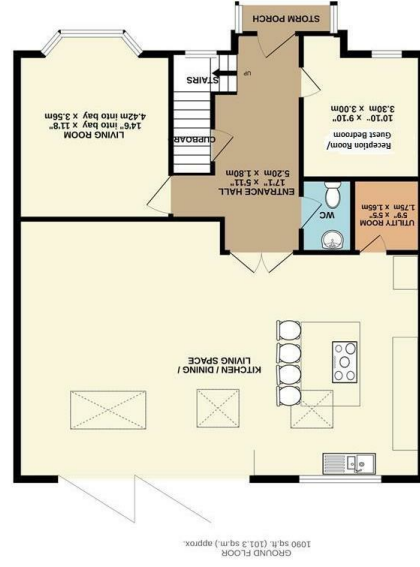 GROUND FLOOR
1090 sq.ft. (101.3 sq.m.) approx.
KITCHEN / DINING /
LIVING SPACE
UTILITY ROOM
5'9" x 5'5"
1.75m x 1.65m
WC
ENTRANCE HALL
17'1" x 5'11"
5.20m x 1.80m
Reception Room/
Guest Bedroom
10'10" x 9'10"
3.30m x 3.00m
CUPBOARD
LIVING ROOM
14'6" into bay x 11'8"
4.42m into bay x 3.56m
UP
STAIRS
STORM PORCH